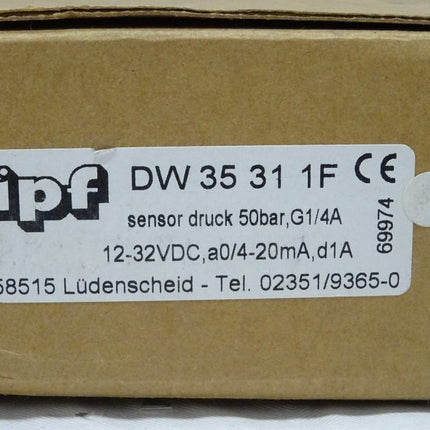 ipf DW 35 31 1F CE
sensor druck 50bar,G1/4A
12-32VDC,a0/4-20mA,d1A
69974
58515 Lüdenscheid - Tel. 02351/9365-0